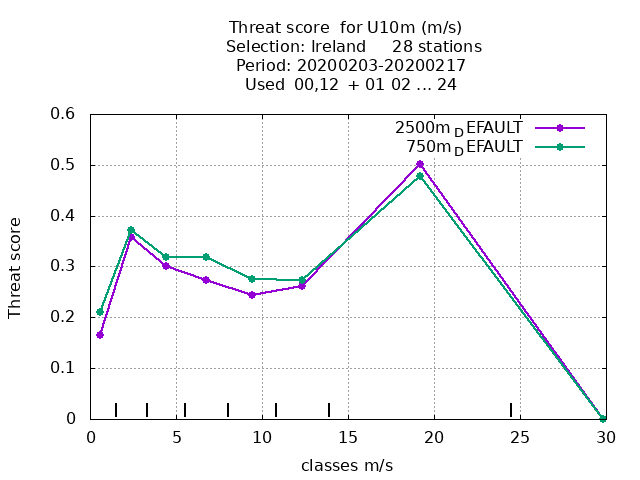 Threat score  for U10m (m/s)
Selection: Ireland     28 stations
Period: 20200203-20200217
Used  00,12  + 01 02 ... 24
2500m_DEFAULT
750m_DEFAULT
Threat score
0.6
0.5
0.4
0.3
0.2
0.1
0
0 5 10 15 20 25 30
classes m/s